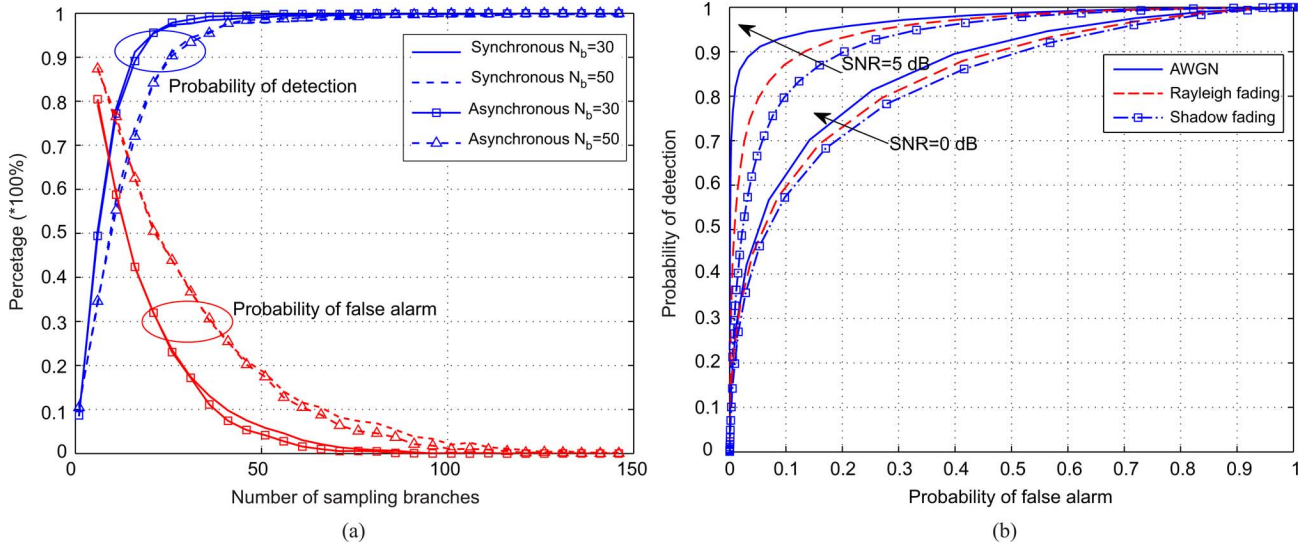 1
0.9
0.8
0.7
0.6
0.5
0.4
0.3
0.2
0.1
0
0
50
100
150
Percetage (*100%)
Number of sampling branches
Synchronous N_b=30
Synchronous N_b=50
Asynchronous N_b=30
Asynchronous N_b=50
Probability of detection
Probability of false alarm
(a)
1
0.9
0.8
0.7
0.6
0.5
0.4
0.3
0.2
0.1
0
0
0.1
0.2
0.3
0.4
0.5
0.6
0.7
0.8
0.9
1
Probability of detection
Probability of false alarm
SNR=5 dB
SNR=0 dB
AWGN
Rayleigh fading
Shadow fading
(b)